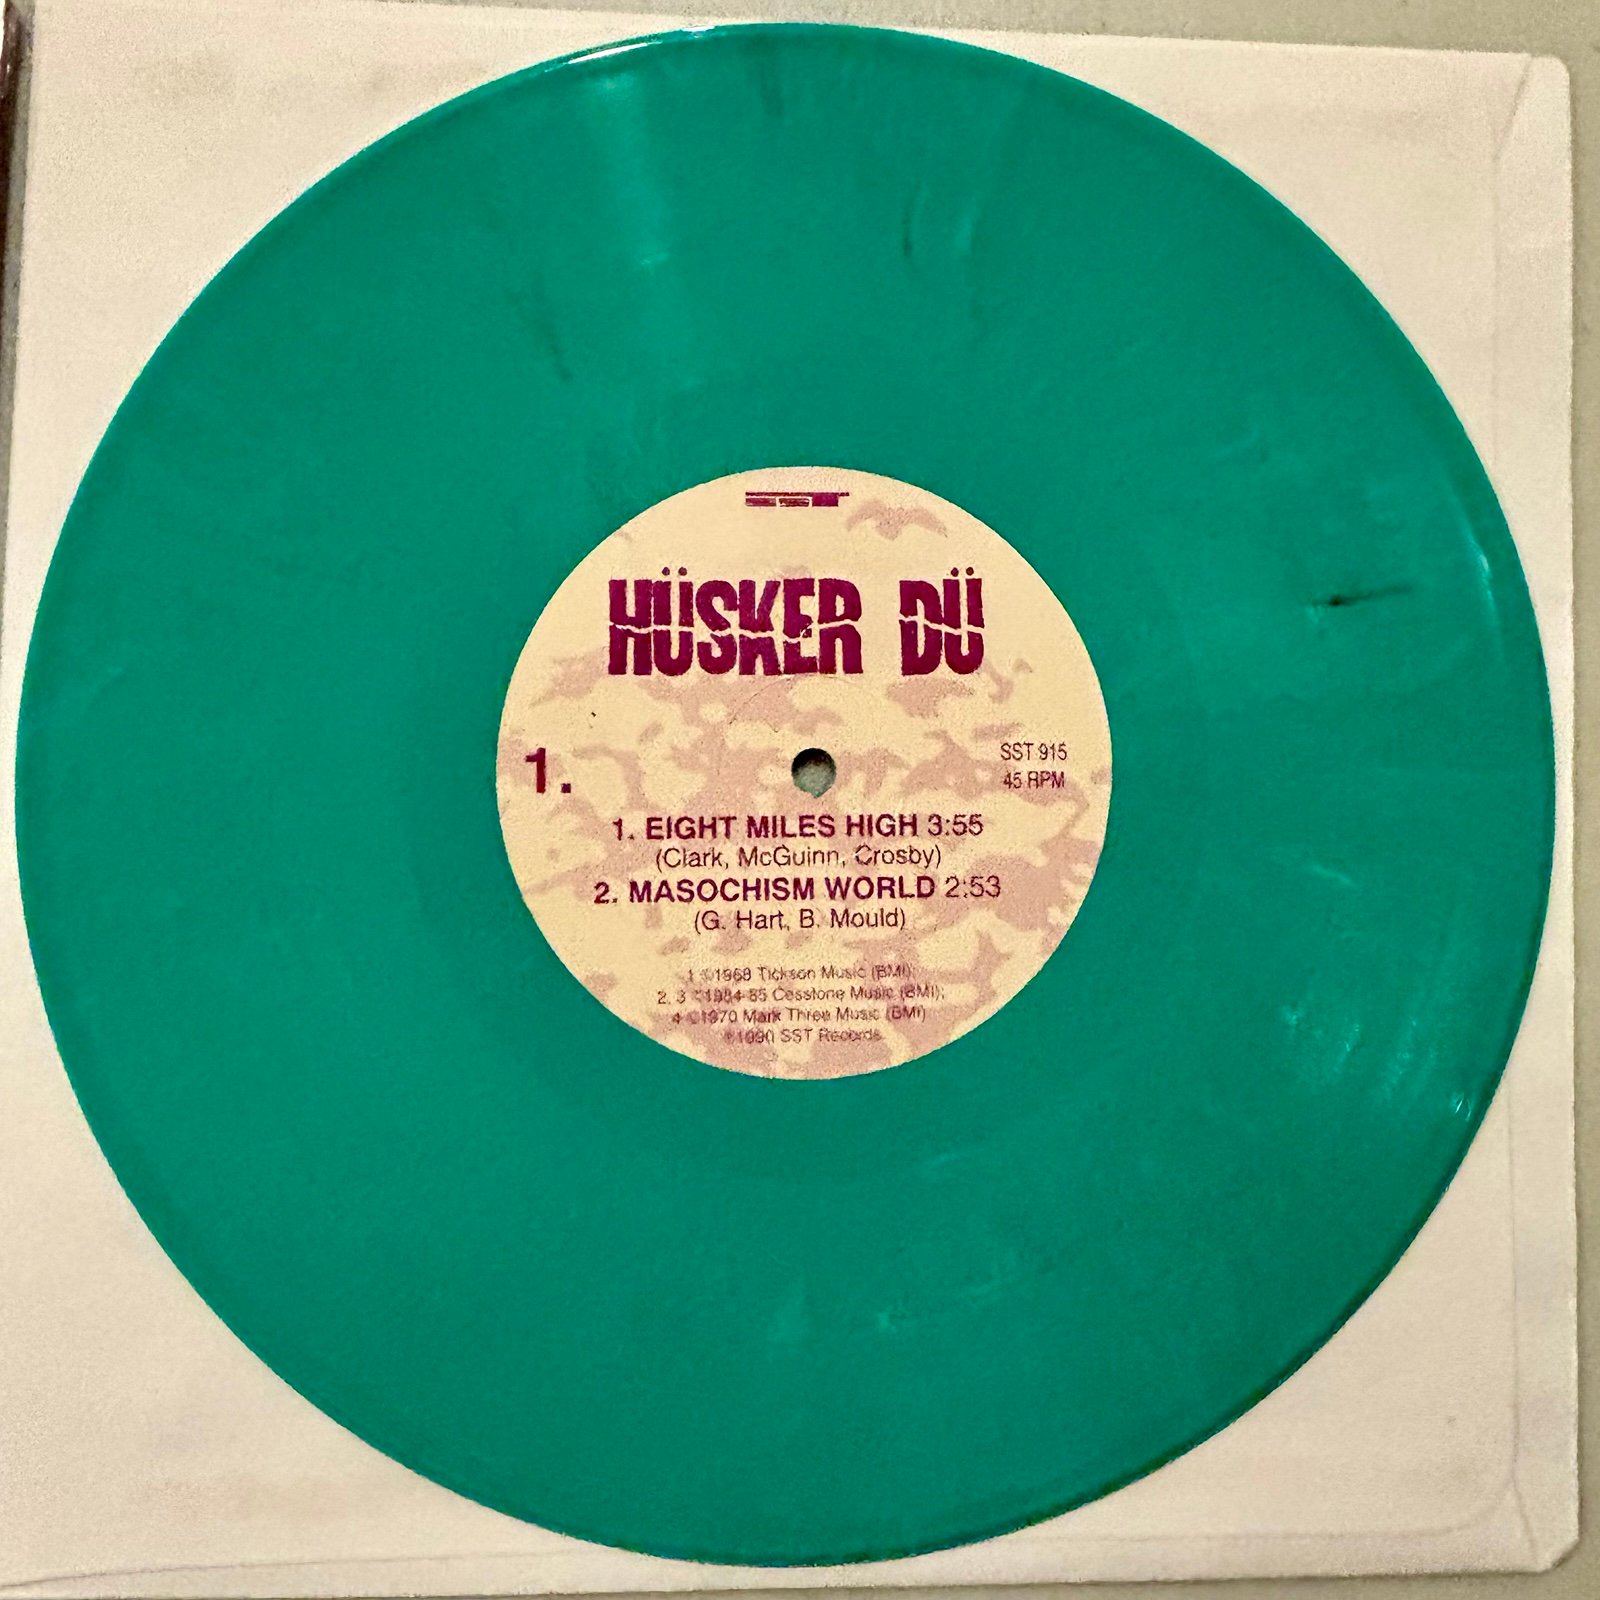 SST
HÜSKER DÜ
1.
SST 915
45 RPM
1. EIGHT MILES HIGH 3:55
(Clark, McGuinn, Crosby)
2. MASOCHISM WORLD 2:53
(G. Hart, B. Mould)
1 ©1968 Tickson Music (BMI);
2, 3 ©1984-85 Cesstone Music (BMI);
4 ©1970 Mark Three Music (BMI)
℗1990 SST Records